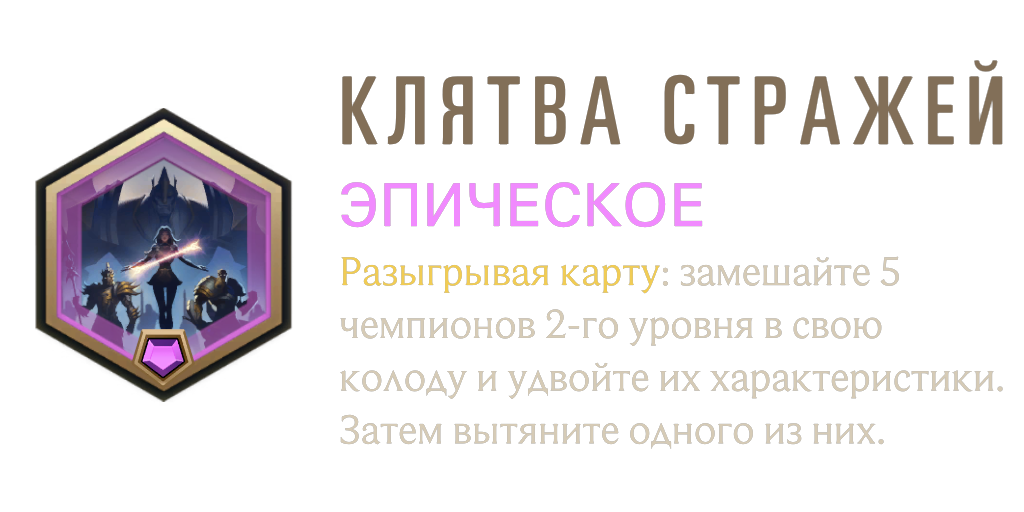 КЛЯТВА СТРАЖЕЙ
ЭПИЧЕСКОЕ
Разыгрывая карту: замешайте 5
чемпионов 2-го уровня в свою
колоду и удвойте их характеристики.
Затем вытяните одного из них.